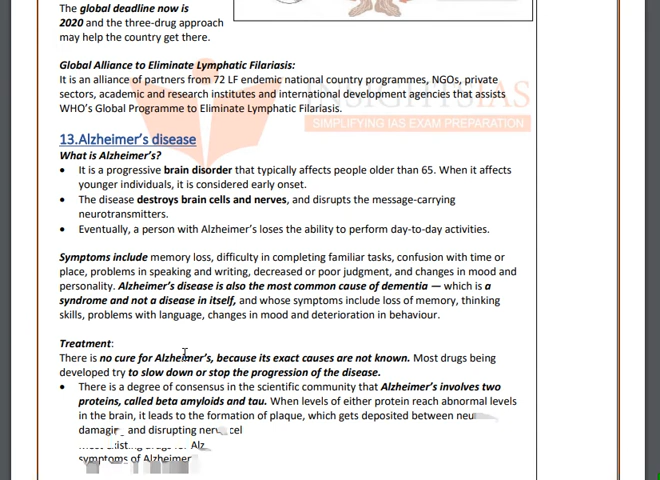 The global deadline now is
2020 and the three-drug approach
may help the country get there.
Global Alliance to Eliminate Lymphatic Filariasis:
It is an alliance of partners from 72 LF endemic national country programmes, NGOs, private
sectors, academic and research institutes and international development agencies that assists
WHO's Global Programme to Eliminate Lymphatic Filariasis.
INSIGHTSIAS
SIMPLIFYING IAS EXAM PREPARATION
13.Alzheimer's disease
What is Alzheimer's?
• It is a progressive brain disorder that typically affects people older than 65. When it affects
younger individuals, it is considered early onset.
• The disease destroys brain cells and nerves, and disrupts the message-carrying
neurotransmitters.
• Eventually, a person with Alzheimer's loses the ability to perform day-to-day activities.
Symptoms include memory loss, difficulty in completing familiar tasks, confusion with time or
place, problems in speaking and writing, decreased or poor judgment, and changes in mood and
personality. Alzheimer's disease is also the most common cause of dementia — which is a
syndrome and not a disease in itself, and whose symptoms include loss of memory, thinking
skills, problems with language, changes in mood and deterioration in behaviour.
Treatment:
There is no cure for Alzheimer's, because its exact causes are not known. Most drugs being
developed try to slow down or stop the progression of the disease.
• There is a degree of consensus in the scientific community that Alzheimer's involves two
proteins, called beta amyloids and tau. When levels of either protein reach abnormal levels
in the brain, it leads to the formation of plaque, which gets deposited between
and disrupting
symptoms of Alzheimer